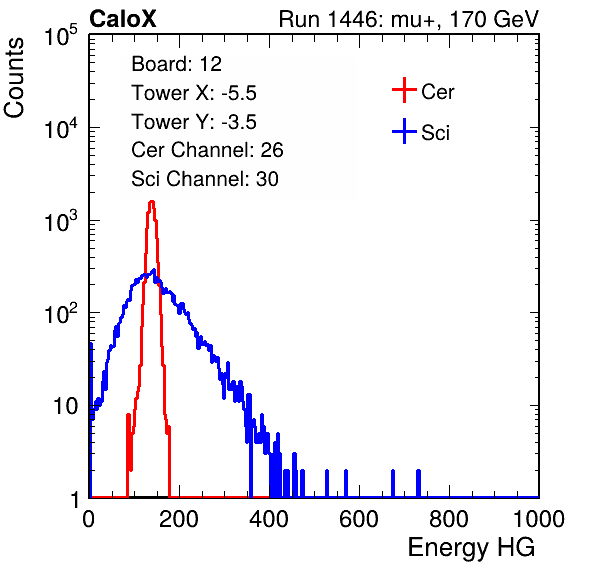 CaloX Run 1446: mu+, 170 GeV
Counts
Board: 12
Tower X: -5.5
Tower Y: -3.5
Cer Channel: 26
Sci Channel: 30
Cer
Sci
10^5
10^4
10^3
10^2
10
1
0 200 400 600 800 1000
Energy HG